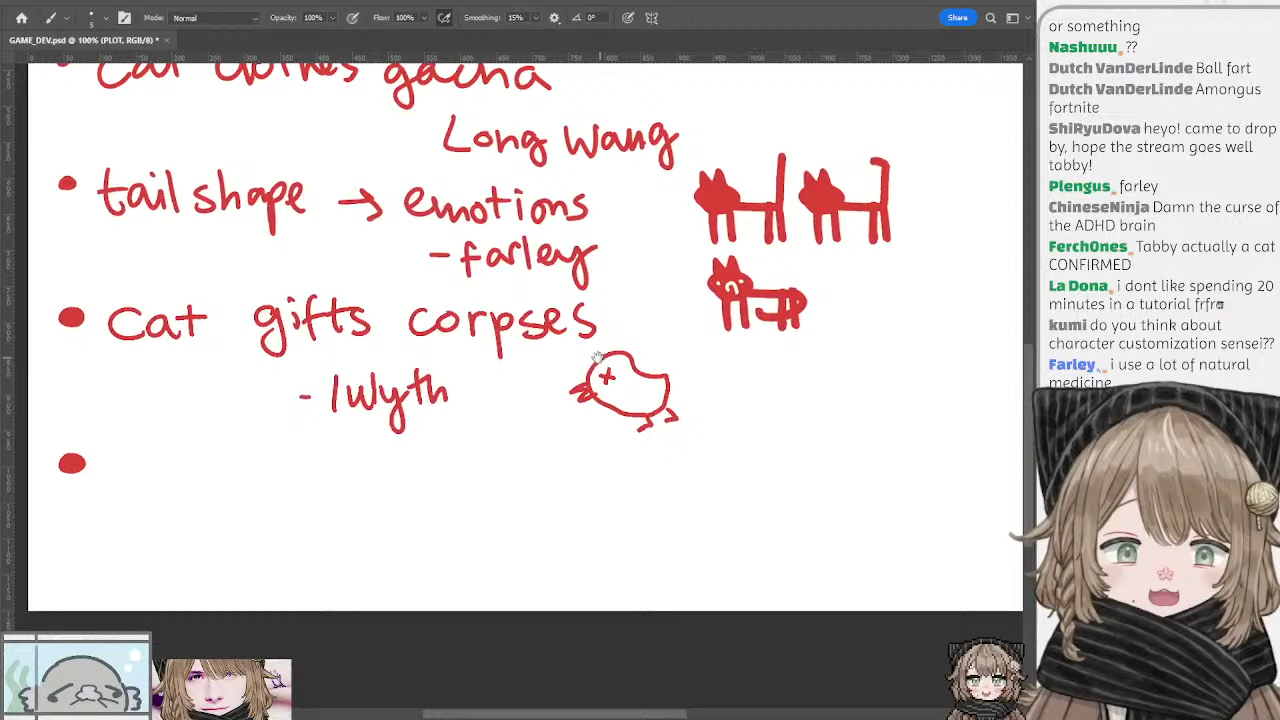 Mode: Normal Opacity: 100% Flow: 100% Smoothing: 15% 0° Share
5
GAME_DEV.psd @ 100% (PLOT, RGB/8) *
cat clothes gacha
Long Wang
tail shape → emotions
- farley
cat gifts corpses
- lwyth
or something
Nashuuu ??
Dutch VanDerLinde Ball fart
Dutch VanDerLinde Amongus
fortnite
ShiRyuDova heyo! came to drop
by, hope the stream goes well
tabby!
Plengus farley
ChineseNinja Damn the curse of
the ADHD brain
FerchOnes Tabby actually a cat
CONFIRMED
La Dona i dont like spending 20
minutes in a tutorial frfr
kumi do you think about
character customization sensei??
Farley i use a lot of natural
medicine